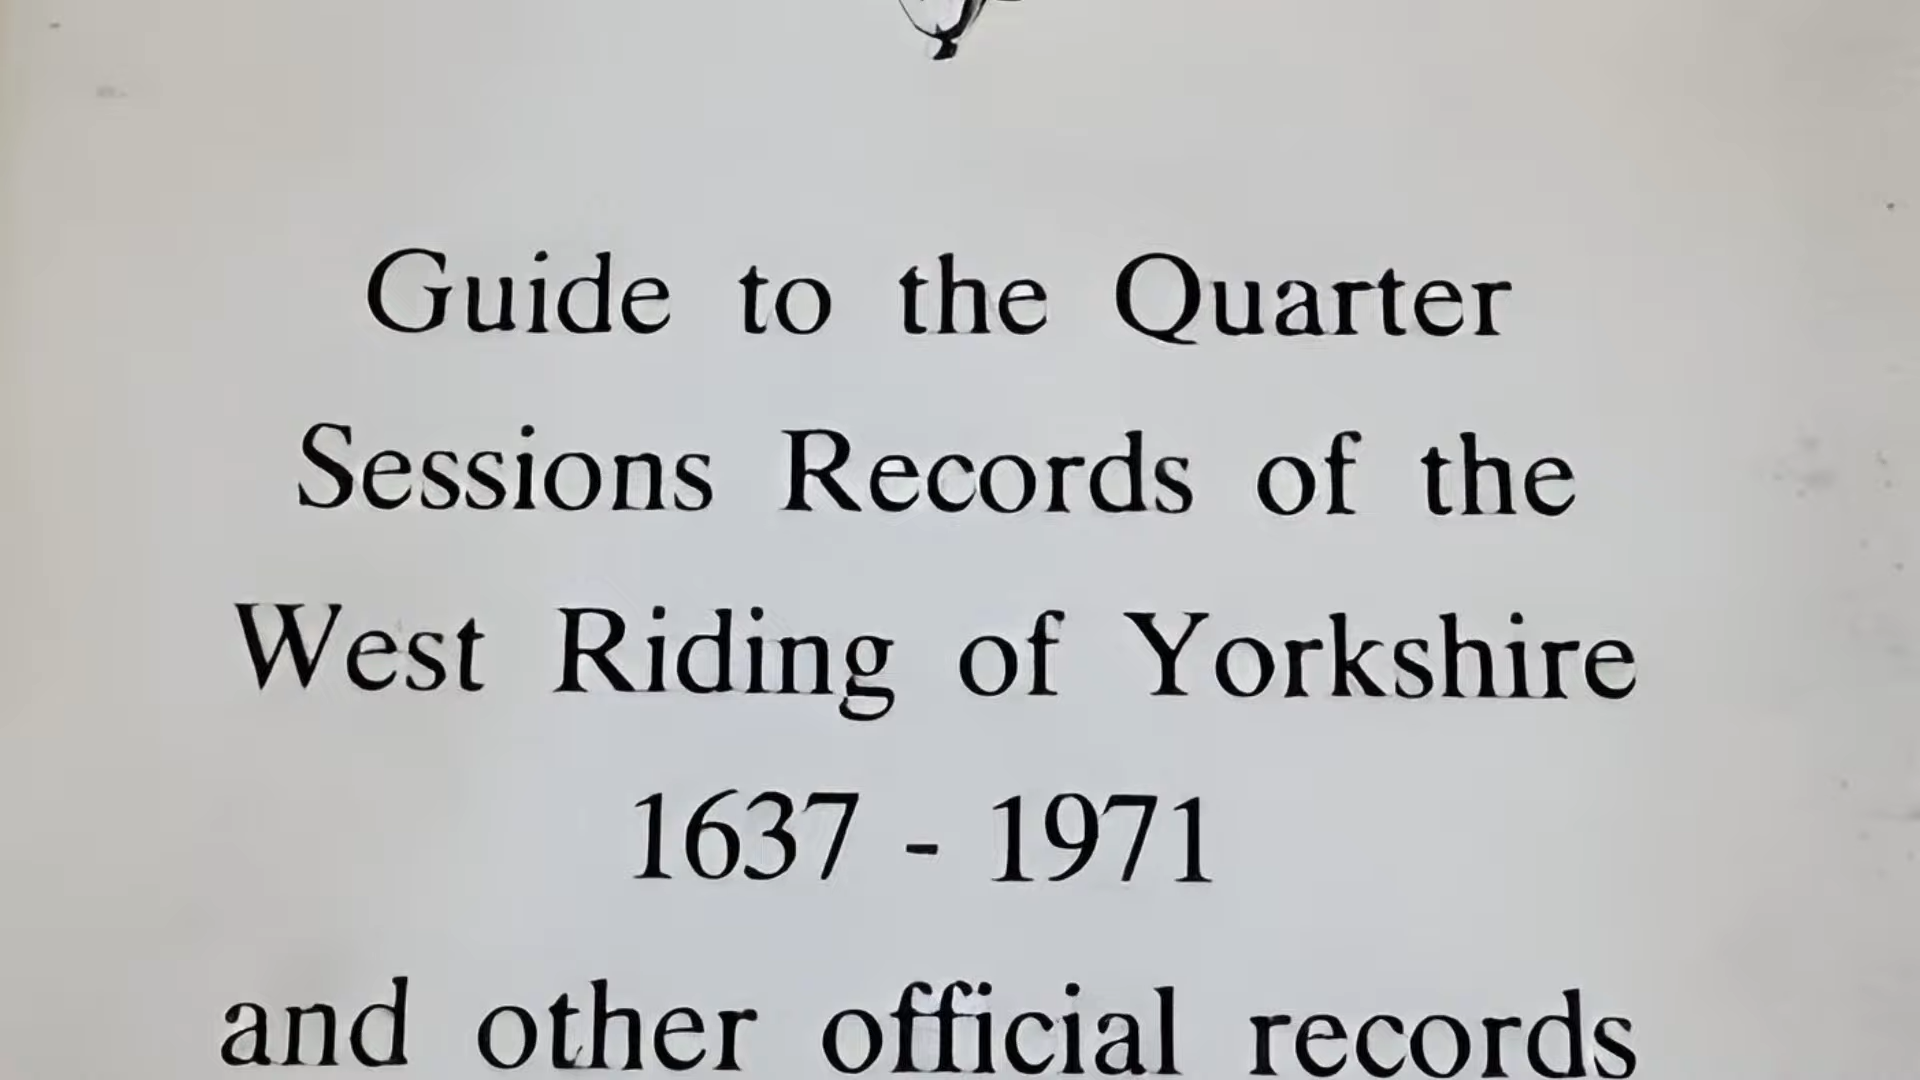 Guide to the Quarter
Sessions Records of the
West Riding of Yorkshire
1637 - 1971
and other official records